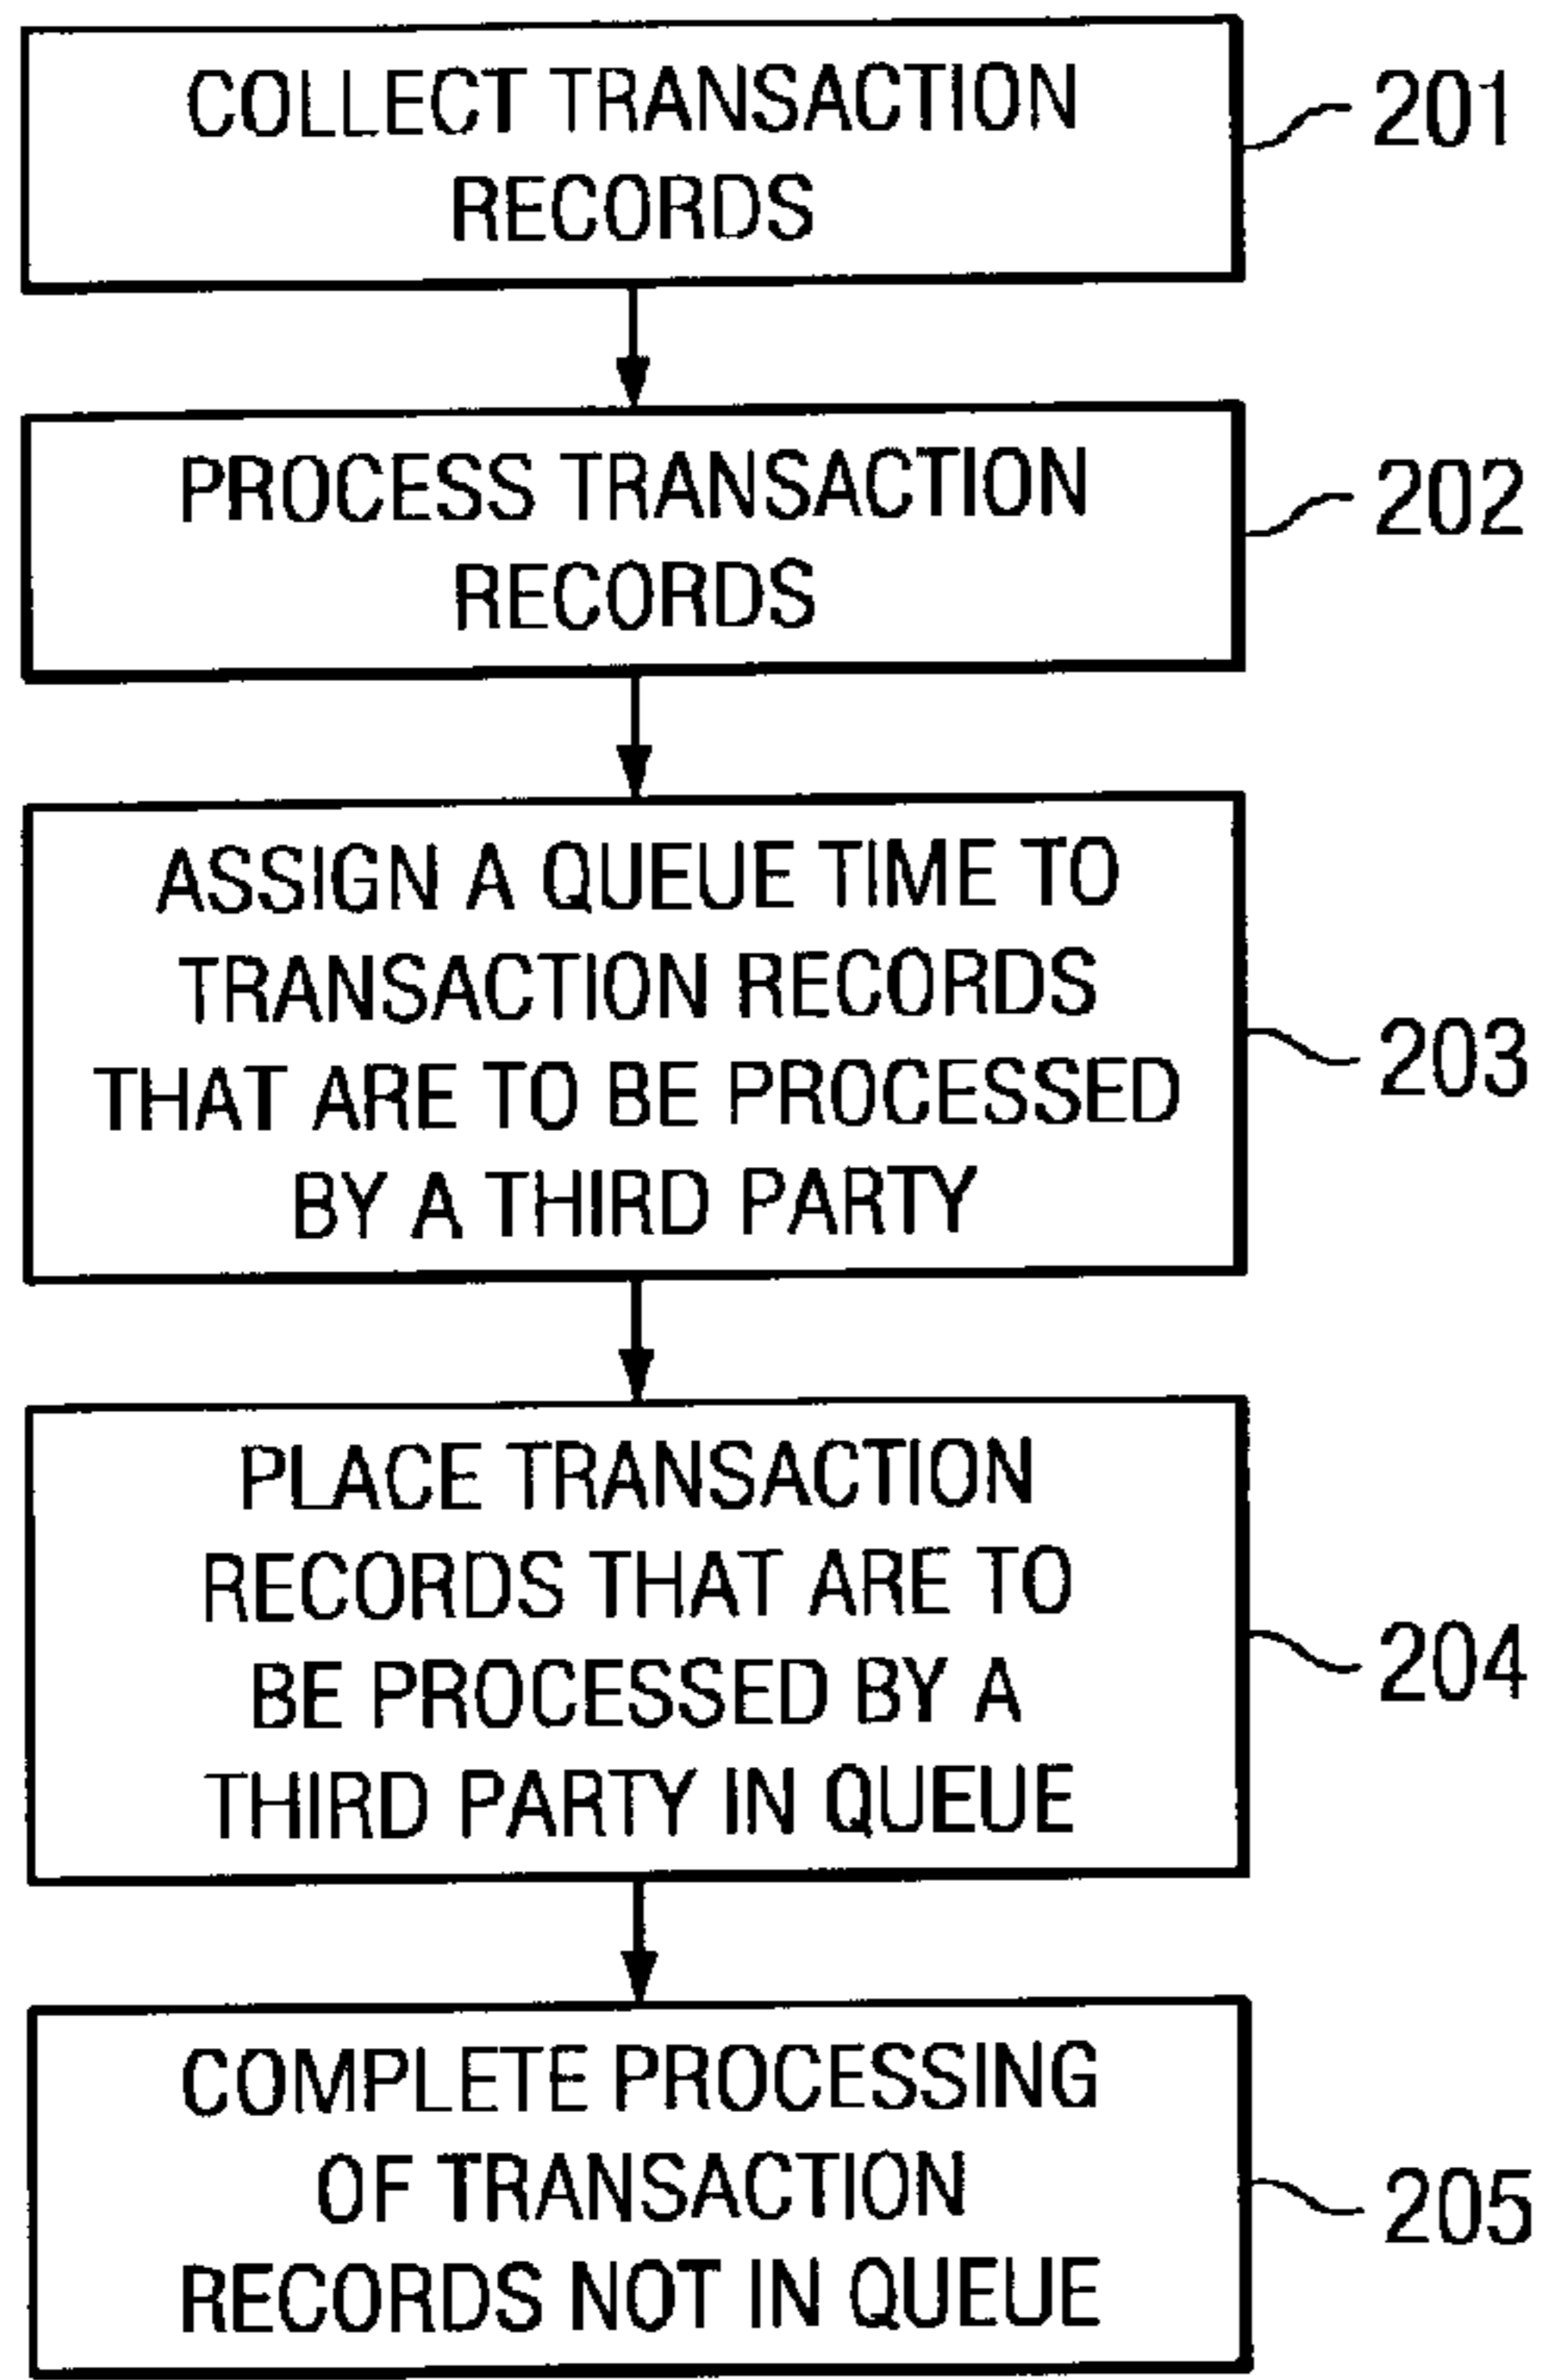 COLLECT TRANSACTION
RECORDS
201
PROCESS TRANSACTION
RECORDS
202
ASSIGN A QUEUE TIME TO
TRANSACTION RECORDS
THAT ARE TO BE PROCESSED
BY A THIRD PARTY
203
PLACE TRANSACTION
RECORDS THAT ARE TO
BE PROCESSED BY A
THIRD PARTY IN QUEUE
204
COMPLETE PROCESSING
OF TRANSACTION
RECORDS NOT IN QUEUE
205